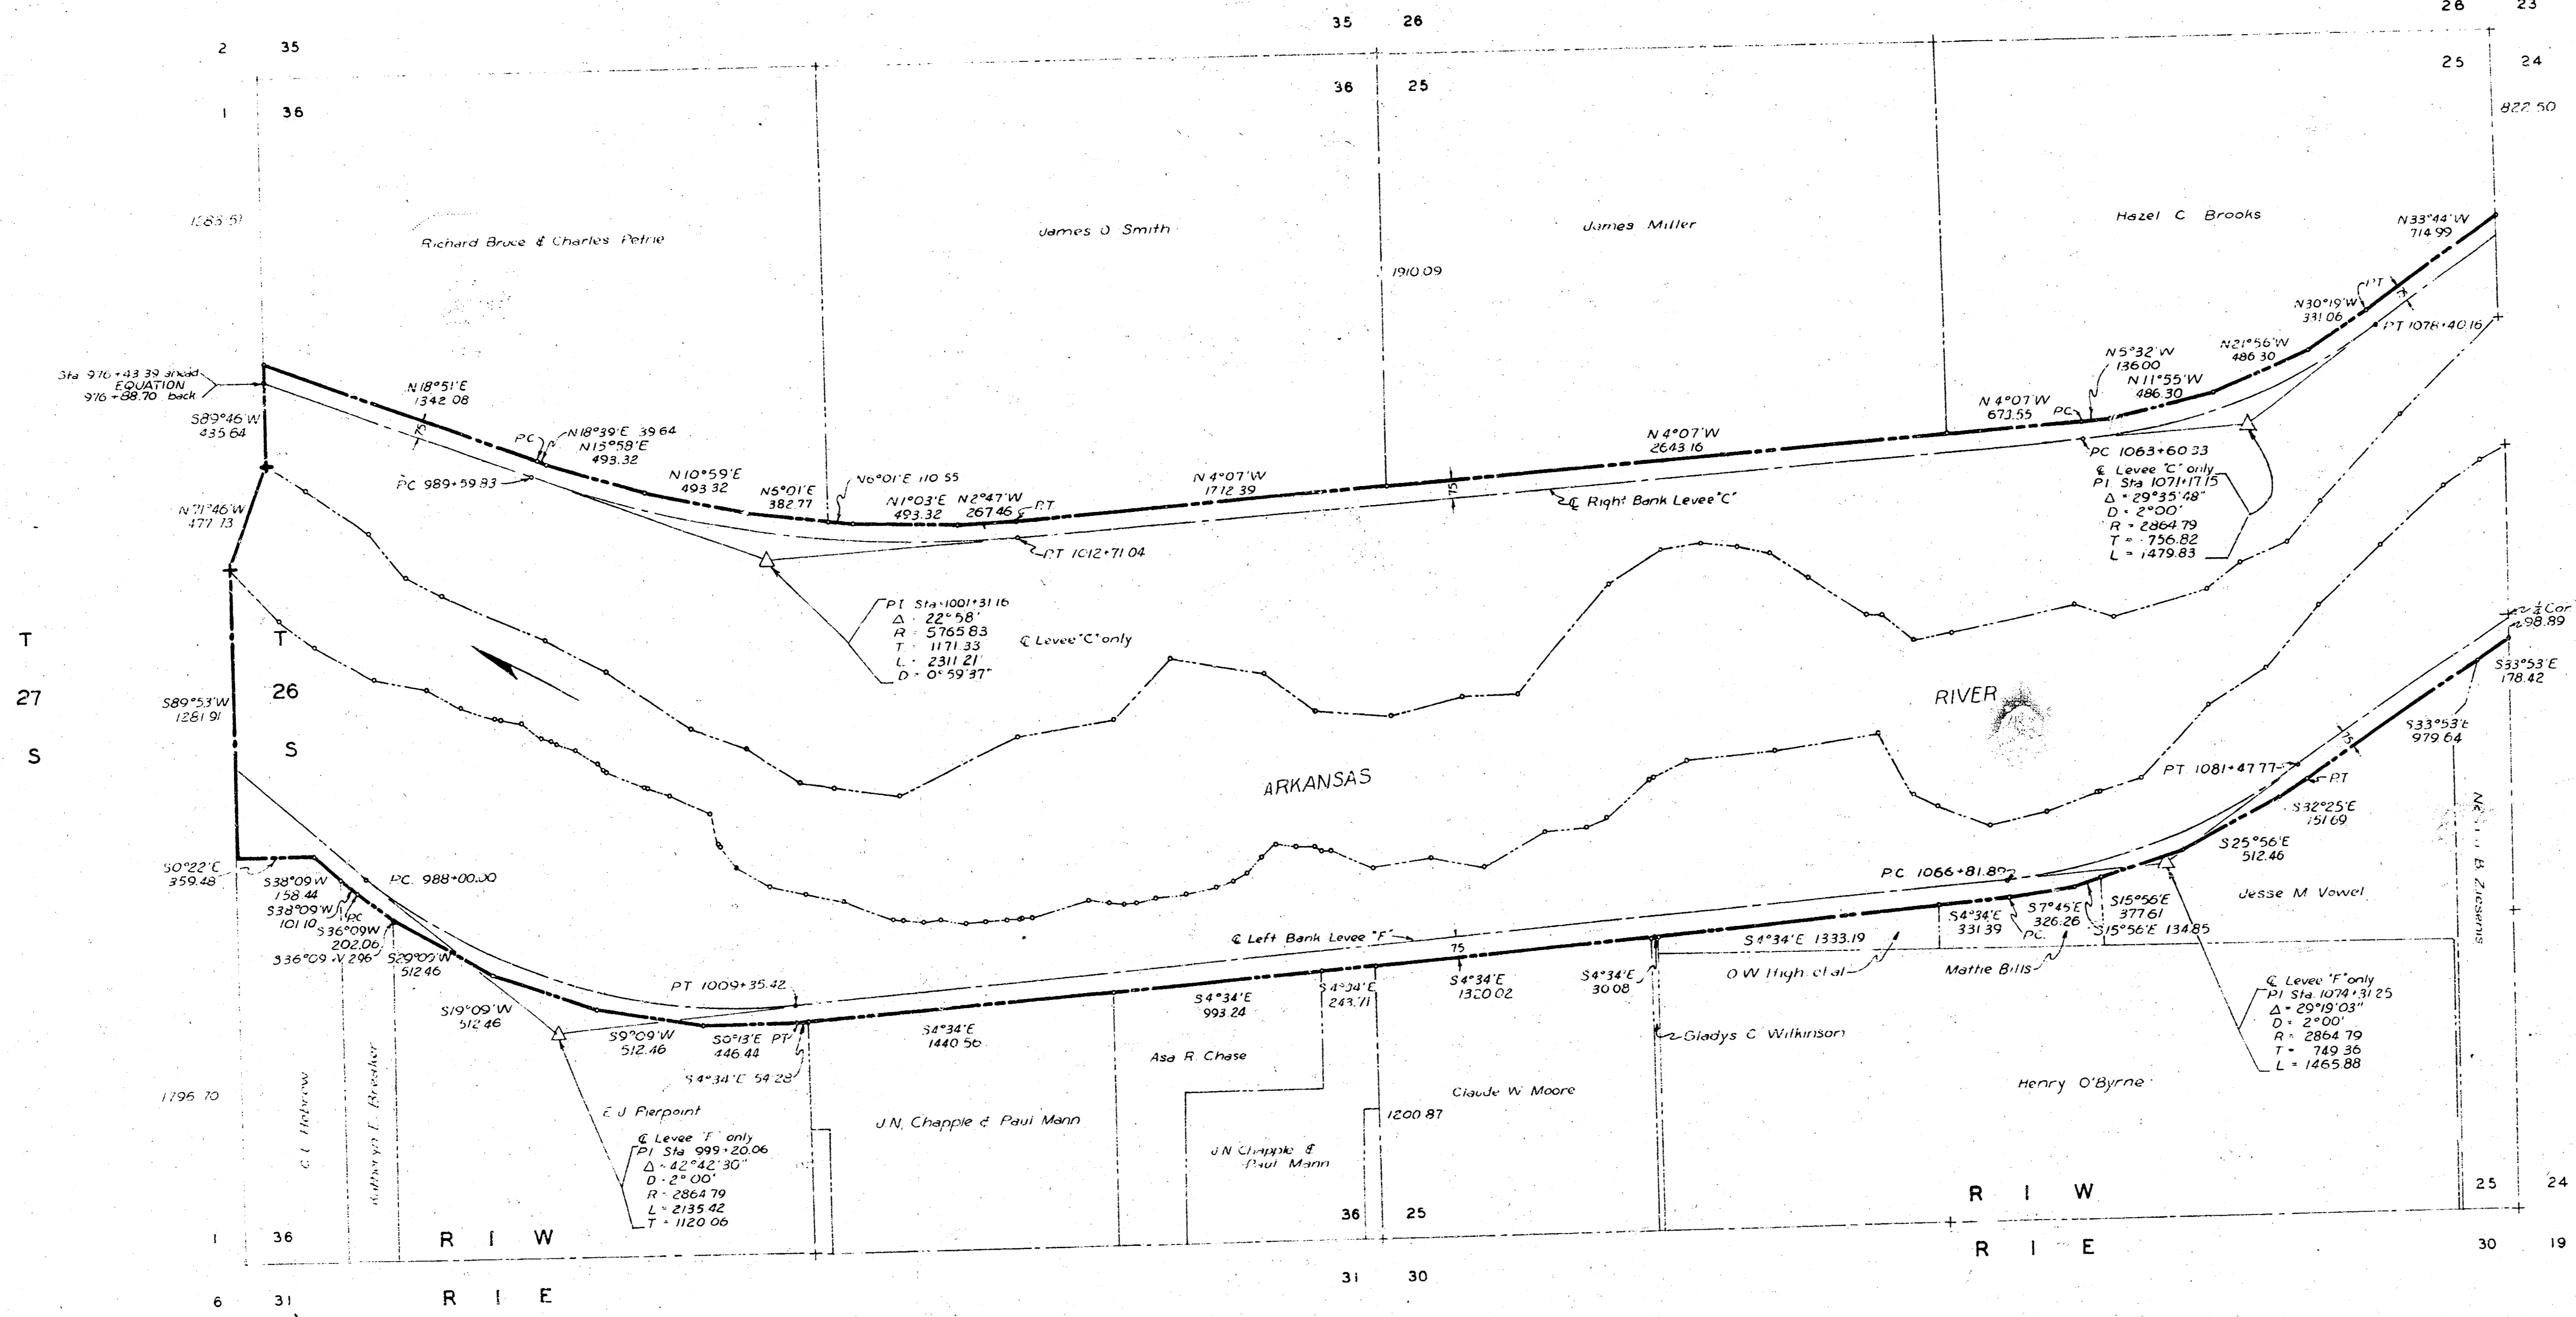 35 26
26 23
2 35
36 25
25 24
1 36
822.50
Richard Bruce & Charles Petrie
James O Smith
James Miller
Hazel C Brooks
N33°44'W
714.99
1910.09
N30°19'W
331.06
PT
75
PT 1078+40.16
N21°56'W
486.30
N5°32'W
136.00
N11°55'W
486.30
N4°07'W
673.55
PC
Sta 976+43.39 ahead
EQUATION
976+88.70 back
S89°46'W
435.64
N18°51'E
1342.08
75
PC
N18°39'E 39.64
N15°58'E
493.32
PC 989+59.83
N10°59'E
493.32
N5°01'E
382.77
N6°01'E 110.55
N1°03'E
493.32
N2°47'W
267.46
PT
PT 1012+71.04
N4°07'W
1712.39
75
N4°07'W
2643.16
℄ Right Bank Levee "C"
PC 1063+60.33
℄ Levee "C" only
PI Sta 1071+17.15
Δ = 29°35'48"
D = 2°00'
R = 2864.79
T = 756.82
L = 1479.83
N71°46'W
477.13
PI Sta 1001+31.16
Δ = 22°58'
R = 5765.83
T = 1171.33
L = 2311.21'
D = 0°59'37"
℄ Levee "C" only
T
27
S
T
26
S
S89°53'W
1281.91
RIVER
ARKANSAS
¼ Cor
98.89
S33°53'E
178.42
S33°53'E
979.64
75
PT 1081+47.77
PT
S32°25'E
151.69
S25°56'E
512.46
PC 1066+81.89
Jesse M Vowel
S0°22'E
359.48
PC 988+00.00
S38°09'W
158.44
S38°09'W
101.10
PC
S36°09'W
202.06
S29°09'W
512.46
S19°09'W
512.46
S9°09'W
512.46
S0°13'E
446.44
PT
S4°34'E 54.28
PT 1009+35.42
S4°34'E
1440.56
S4°34'E
993.24
S4°34'E
243.71
℄ Left Bank Levee "F"
75
S4°34'E
1320.02
S4°34'E
30.08
S4°34'E 1333.19
S4°34'E
331.39
PC
S7°45'E
326.26
S15°56'E
377.61
S15°56'E 134.85
O W High et al
Mattie Bills
℄ Levee "F" only
PI Sta 1074+31.25
Δ = 29°19'03"
D = 2°00'
R = 2864.79
T = 749.36
L = 1465.88
Gladys C Wilkinson
Henry O'Byrne
Claude W Moore
1200.87
Asa R. Chase
J.N. Chapple & Paul Mann
J N Chapple &
Paul Mann
E J Pierpoint
℄ Levee "F" only
PI Sta 999+20.06
Δ = 42°42'30"
D = 2°00'
R = 2864.79
L = 2135.42
T = 1120.06
1796.70
Hebrew
Breaker
B. Ziesens
1 36
R I W
36 25
R I W
25 24
6 31
R I E
31 30
R I E
30 19